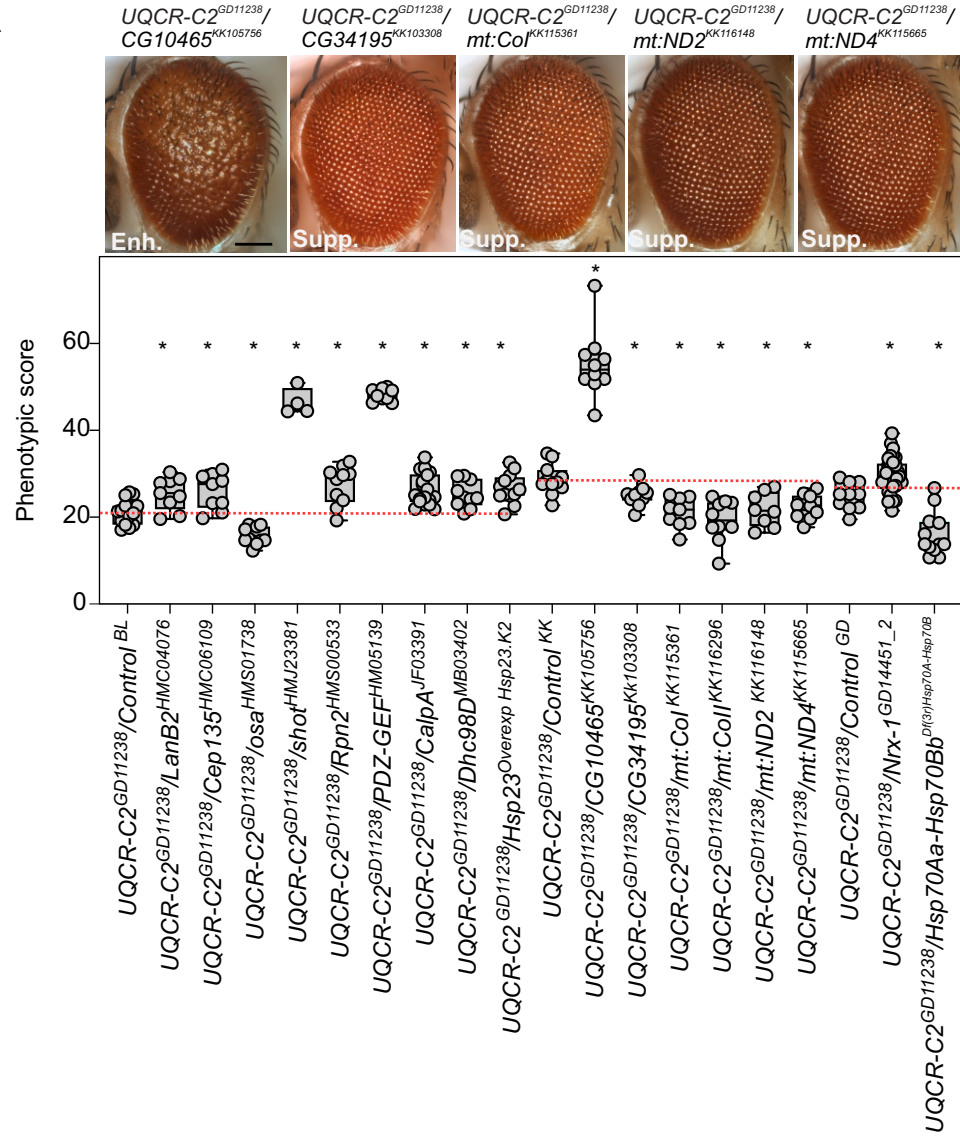 UQCR-C2GD11238/ UQCR-C2GD11238/ UQCR-C2GD11238/ UQCR-C2GD11238/ UQCR-C2GD11238/
CG10465KK105756 CG34195KK103308 mt:CoIKK115361 mt:ND2KK116148 mt:ND4KK115665
Enh. Supp. Supp. Supp. Supp.
*
* * * * * * * * * * * * * * * *
Phenotypic score
60
40
20
0
UQCR-C2GD11238/Control BL
UQCR-C2GD11238/LanB2HMC04076
UQCR-C2GD11238/Cep135HMC06109
UQCR-C2GD11238/osaHMS01738
UQCR-C2GD11238/shotHMJ23381
UQCR-C2GD11238/Rpn2HMS00533
UQCR-C2GD11238/PDZ-GEFHM05139
UQCR-C2GD11238/CalpAJF03391
UQCR-C2GD11238/Dhc98DMB03402
UQCR-C2 GD11238/Hsp23Overexp Hsp23.K2
UQCR-C2GD11238/Control KK
UQCR-C2GD11238/CG10465KK105756
UQCR-C2GD11238/CG34195KK103308
UQCR-C2GD11238/mt:CoIKK115361
UQCR-C2GD11238/mt:CoIIKK116296
UQCR-C2GD11238/mt:ND2 KK116148
UQCR-C2GD11238/mt:ND4KK115665
UQCR-C2GD11238/Control GD
UQCR-C2GD11238/Nrx-1GD14451_2
UQCR-C2GD11238/Hsp70Aa-Hsp70BbDf(3r)Hsp70A-Hsp70B